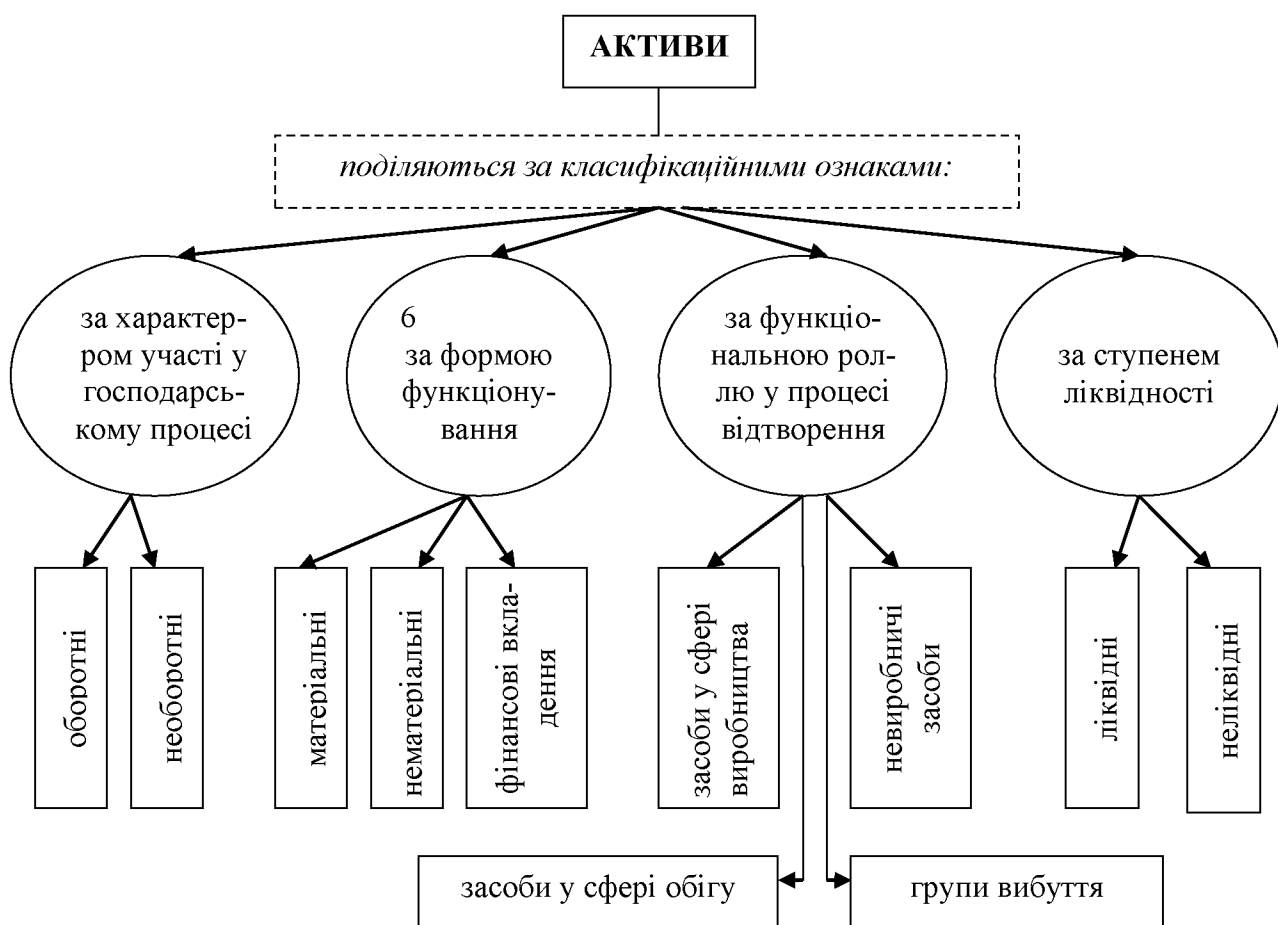 АКТИВИ
поділяються за класифікаційними ознаками:
за характер-
ром участі у
господарсь-
кому процесі
6
за формою
функціону-
вання
за функціо-
нальною рол-
лю у процесі
відтворення
за ступенем
ліквідності
оборотні
необоротні
матеріальні
нематеріальні
фінансові вкла-
дення
засоби у сфері
виробництва
невиробничі
засоби
ліквідні
неліквідні
засоби у сфері обігу
групи вибуття